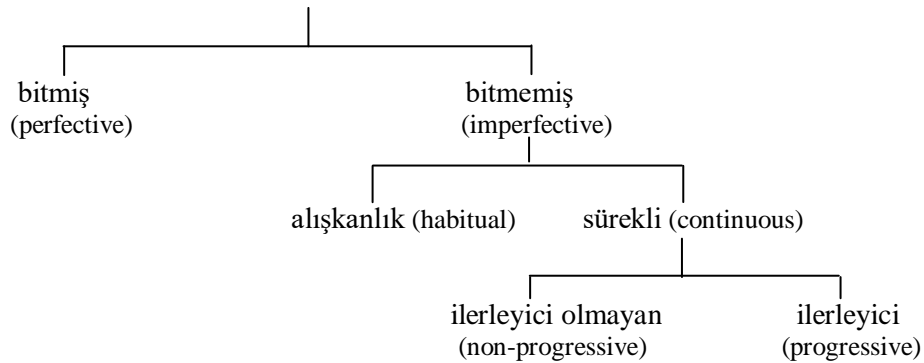 bitmiş bitmemiş
(perfective) (imperfective)
alışkanlık (habitual) sürekli (continuous)
ilerleyici olmayan ilerleyici
(non-progressive) (progressive)